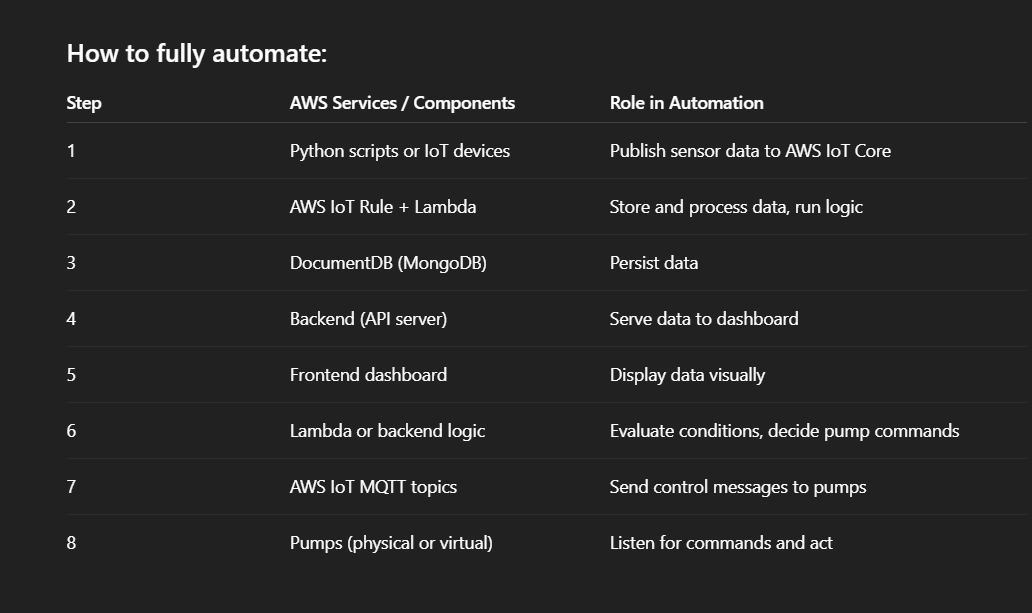 How to fully automate:
Step AWS Services / Components Role in Automation
1 Python scripts or IoT devices Publish sensor data to AWS IoT Core
2 AWS IoT Rule + Lambda Store and process data, run logic
3 DocumentDB (MongoDB) Persist data
4 Backend (API server) Serve data to dashboard
5 Frontend dashboard Display data visually
6 Lambda or backend logic Evaluate conditions, decide pump commands
7 AWS IoT MQTT topics Send control messages to pumps
8 Pumps (physical or virtual) Listen for commands and act